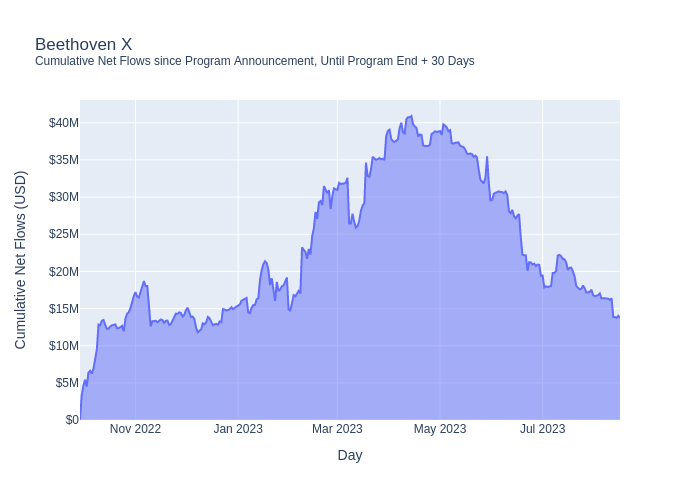 Beethoven X
Cumulative Net Flows since Program Announcement, Until Program End + 30 Days
Cumulative Net Flows (USD)
$40M
$35M
$30M
$25M
$20M
$15M
$10M
$5M
$0
Nov 2022
Jan 2023
Mar 2023
May 2023
Jul 2023
Day